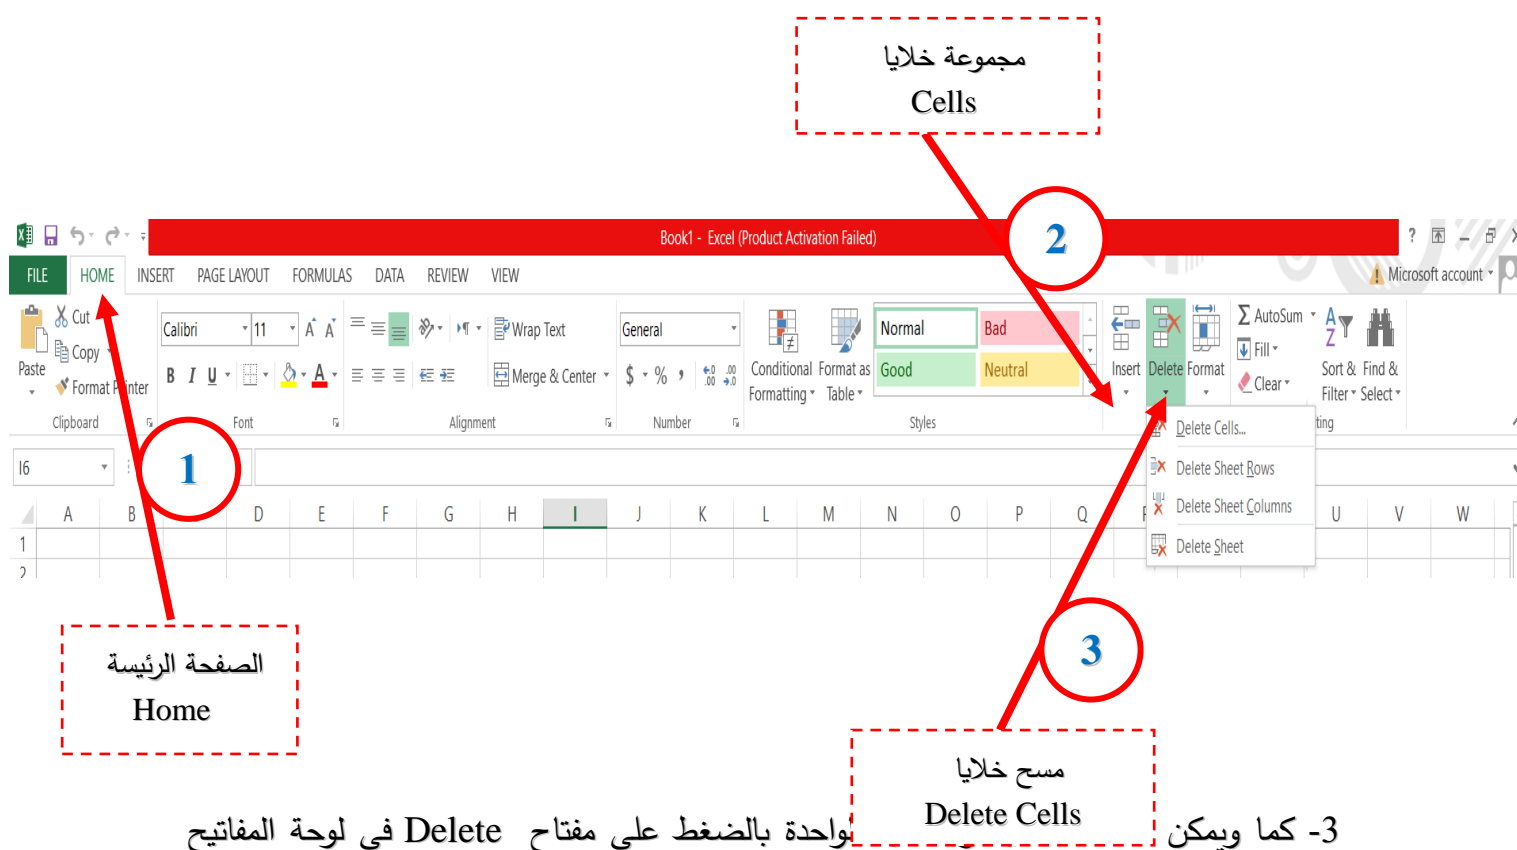 مجموعة خلايا
Cells
2
Book1 - Excel (Product Activation Failed)
?
FILE HOME INSERT PAGE LAYOUT FORMULAS DATA REVIEW VIEW
Microsoft account
Cut
Copy
Format Painter
Paste
Clipboard
Calibri 11 A A
B I U A
Font
Wrap Text
Merge & Center
Alignment
General
$ % , .0 .00 .00 .0
Number
Conditional Formatting
Format as Table
Normal Bad
Good Neutral
Styles
Insert Delete Format
Σ AutoSum
Fill
Clear
Sort & Filter
Find & Select
Delete Cells...
Delete Sheet Rows
Delete Sheet Columns
Delete Sheet
I6
1
A B D E F G H I J K L M N O P Q U V W
1
2
3
الصفحة الرئيسة
Home
مسح خلايا
Delete Cells
3- كما ويمكن
بالضغط على مفتاح Delete في لوحة المفاتيح